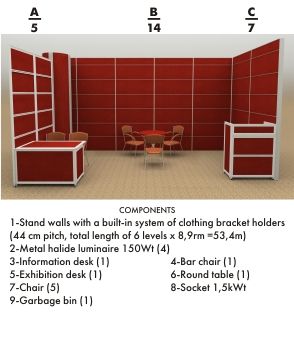 A B C
5 14 7
COMPONENTS
1-Stand walls with a built-in system of clothing bracket holders
(44 cm pitch, total length of 6 levels x 8,9rm =53,4m)
2-Metal halide luminaire 150Wt (4)
3-Information desk (1) 4-Bar chair (1)
5-Exhibition desk (1) 6-Round table (1)
7-Chair (5) 8-Socket 1,5kWt
9-Garbage bin (1)